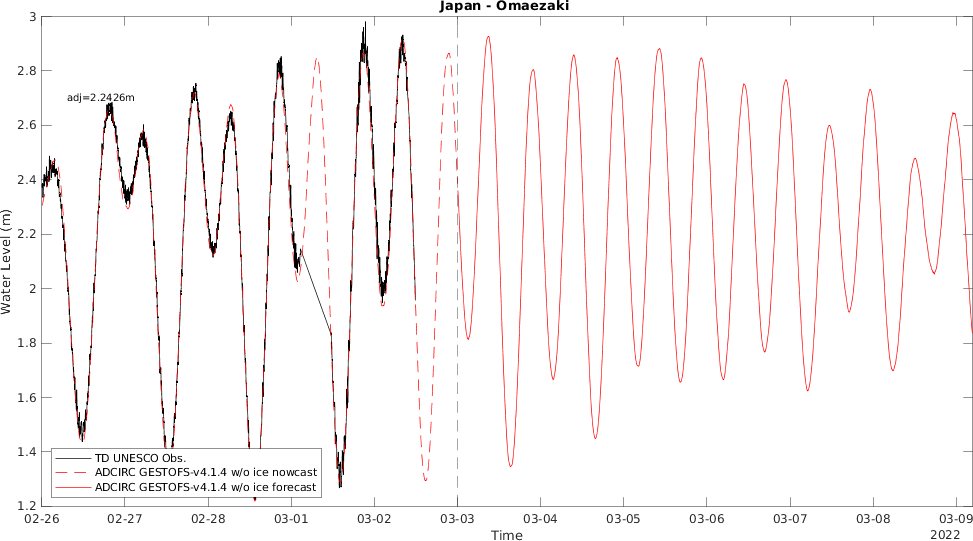 Japan - Omaezaki
3
2.8
2.6
2.4
2.2
2
1.8
1.6
1.4
1.2
Water Level (m)
adj=2.2426m
TD UNESCO Obs.
ADCIRC GESTOFS-v4.1.4 w/o ice nowcast
ADCIRC GESTOFS-v4.1.4 w/o ice forecast
02-26 02-27 02-28 03-01 03-02 03-03 03-04 03-05 03-06 03-07 03-08 03-09
Time
2022